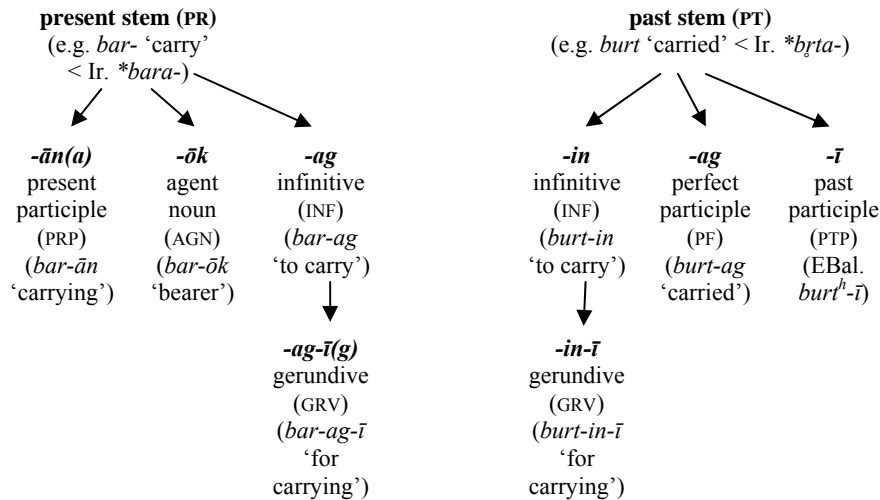 present stem (PR)
(e.g. bar- ‘carry’
< Ir. *bara-)
past stem (PT)
(e.g. burt ‘carried’ < Ir. *br̥ta-)
-ān(a)
present
participle
(PRP)
(bar-ān
‘carrying’)
-ōk
agent
noun
(AGN)
(bar-ōk
‘bearer’)
-ag
infinitive
(INF)
(bar-ag
‘to carry’)
-in
infinitive
(INF)
(burt-in
‘to carry’)
-ag
perfect
participle
(PF)
(burt-ag
‘carried’)
-ī
past
participle
(PTP)
(EBal.
burtʰ-ī)
-ag-ī(g)
gerundive
(GRV)
(bar-ag-ī
‘for
carrying’)
-in-ī
gerundive
(GRV)
(burt-in-ī
‘for
carrying’)